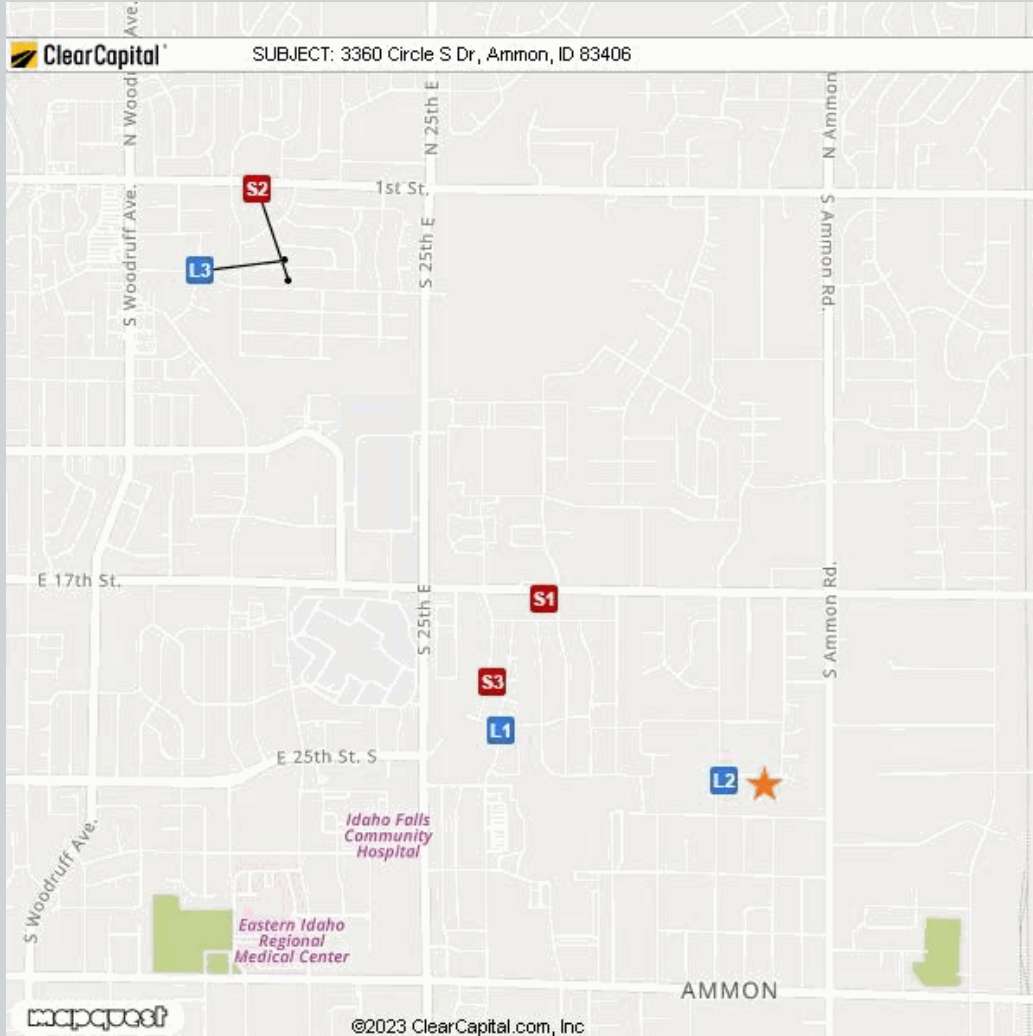 ClearCapital
SUBJECT: 3360 Circle S Dr, Ammon, ID 83406
N 25th E
N Ammon
S2
1st St.
S Woodruff Ave.
S 25th E
S Ammon Rd.
L3
E 17th St.
S1
S 25th E
S Ammon Rd.
S3
L1
E 25th St. S
L2
Idaho Falls
Community
Hospital
S Woodruff Ave.
Eastern Idaho
Regional
Medical Center
AMMON
mapquest
©2023 ClearCapital.com, Inc